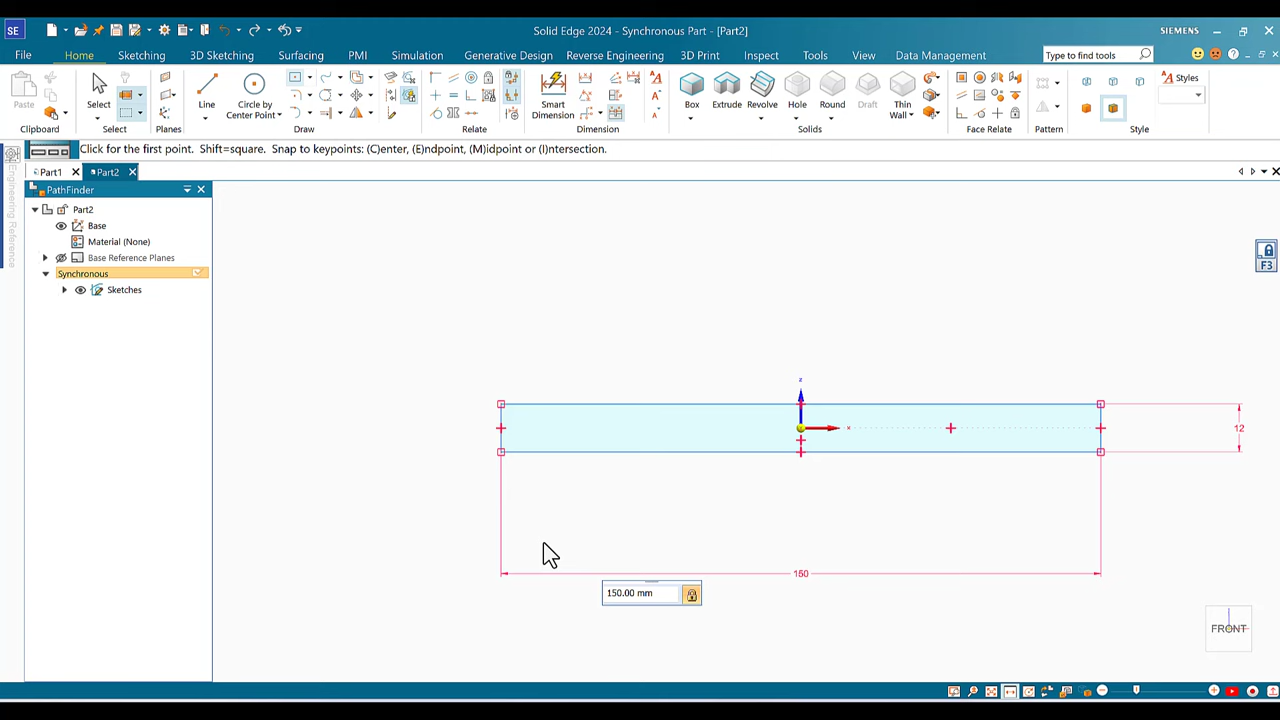 SE
Solid Edge 2024 - Synchronous Part - [Part2]
SIEMENS
File
Home
Sketching
3D Sketching
Surfacing
PMI
Simulation
Generative Design
Reverse Engineering
3D Print
Inspect
Tools
View
Data Management
Type to find tools
Paste
Clipboard
Select
Select
Planes
Line
Circle by
Center Point
Draw
Relate
Smart
Dimension
Dimension
Box
Extrude
Revolve
Hole
Round
Draft
Thin
Wall
Solids
Face Relate
Pattern
Styles
Style
Click for the first point. Shift=square. Snap to keypoints: (C)enter, (E)ndpoint, (M)idpoint or (I)ntersection.
Part1
Part2
Engineering Reference
PathFinder
Part2
Base
Material (None)
Base Reference Planes
Synchronous
Sketches
F3
z
x
12
150
150.00 mm
FRONT